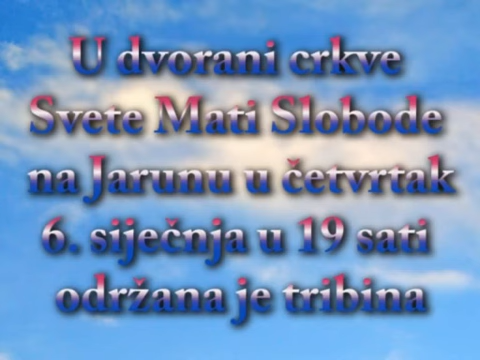 U dvorani crkve
Svete Mati Slobode
na Jarunu u četvrtak
6. siječnja u 19 sati
održana je tribina